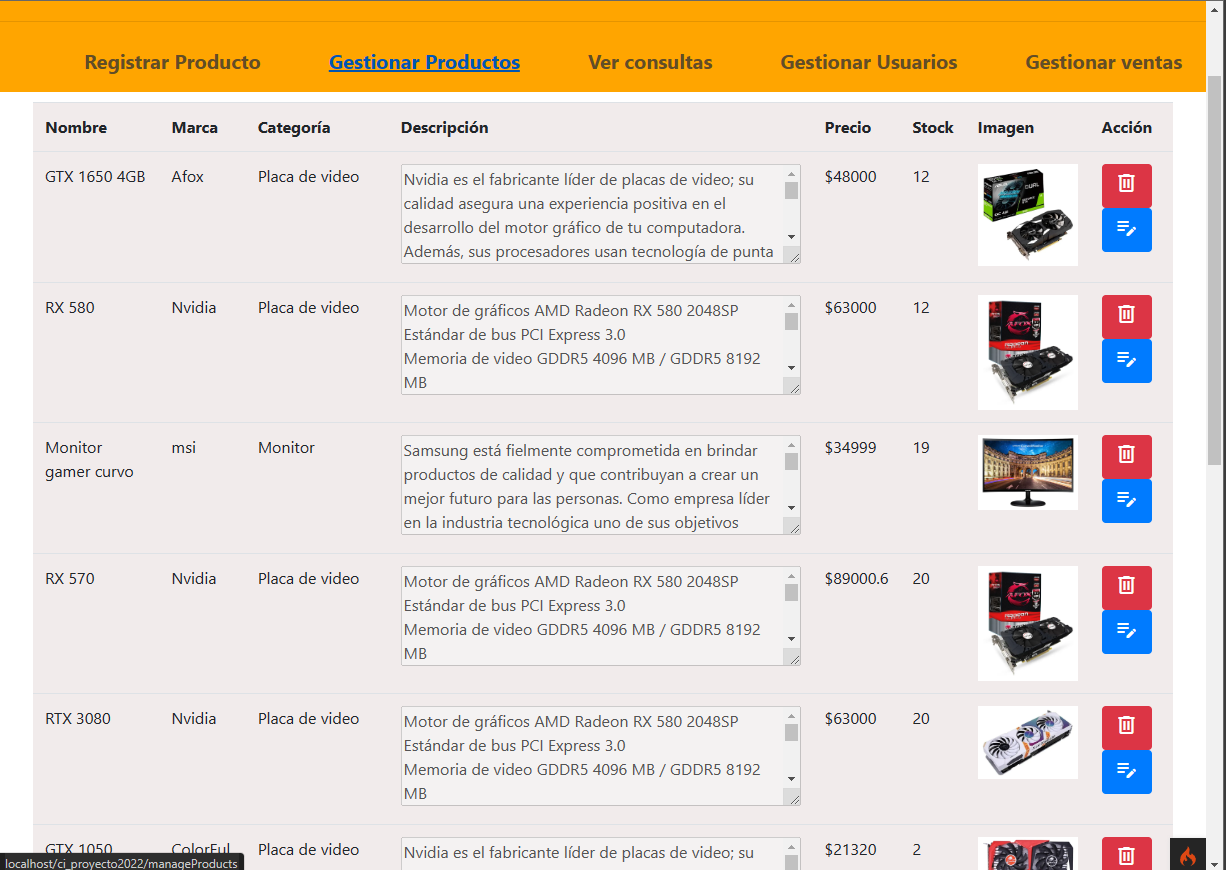 Registrar Producto Gestionar Productos Ver consultas Gestionar Usuarios Gestionar ventas
Nombre Marca Categoría Descripción Precio Stock Imagen Acción
GTX 1650 4GB Afox Placa de video Nvidia es el fabricante líder de placas de video; su $48000 12
calidad asegura una experiencia positiva en el
desarrollo del motor gráfico de tu computadora.
Además, sus procesadores usan tecnología de punta
RX 580 Nvidia Placa de video Motor de gráficos AMD Radeon RX 580 2048SP $63000 12
Estándar de bus PCI Express 3.0
Memoria de video GDDR5 4096 MB / GDDR5 8192
MB
Monitor msi Monitor Samsung está fielmente comprometida en brindar $34999 19
gamer curvo productos de calidad y que contribuyan a crear un
mejor futuro para las personas. Como empresa líder
en la industria tecnológica uno de sus objetivos
RX 570 Nvidia Placa de video Motor de gráficos AMD Radeon RX 580 2048SP $89000.6 20
Estándar de bus PCI Express 3.0
Memoria de video GDDR5 4096 MB / GDDR5 8192
MB
RTX 3080 Nvidia Placa de video Motor de gráficos AMD Radeon RX 580 2048SP $63000 20
Estándar de bus PCI Express 3.0
Memoria de video GDDR5 4096 MB / GDDR5 8192
MB
GTX 1050 ColorFul Placa de video Nvidia es el fabricante líder de placas de video; su $21320 2
localhost/ci_proyecto2022/manageProducts